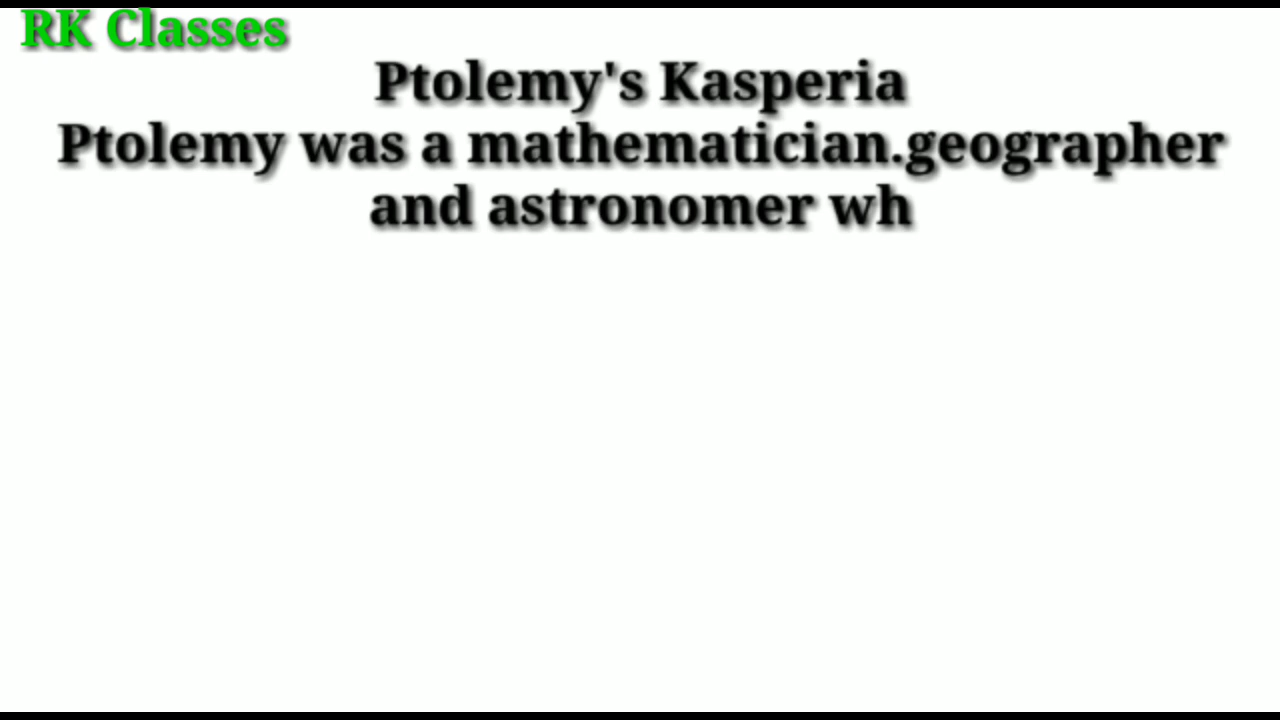 RK Classes
Ptolemy's Kasperia
Ptolemy was a mathematician.geographer
and astronomer wh